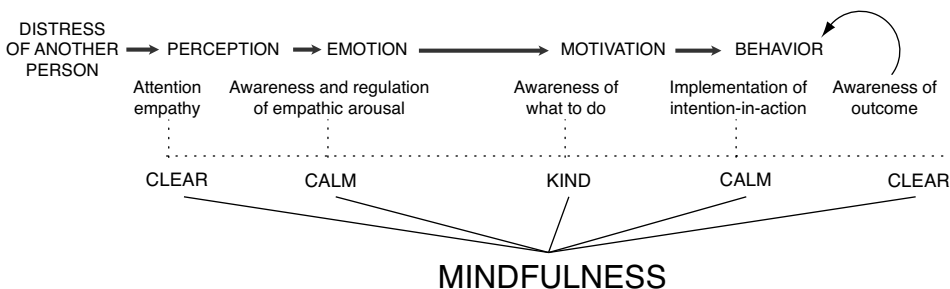 DISTRESS
OF ANOTHER
PERSON
PERCEPTION
EMOTION
MOTIVATION
BEHAVIOR
Attention
empathy
Awareness and regulation
of empathic arousal
Awareness of
what to do
Implementation of
intention-in-action
Awareness of
outcome
CLEAR
CALM
KIND
CALM
CLEAR
MINDFULNESS